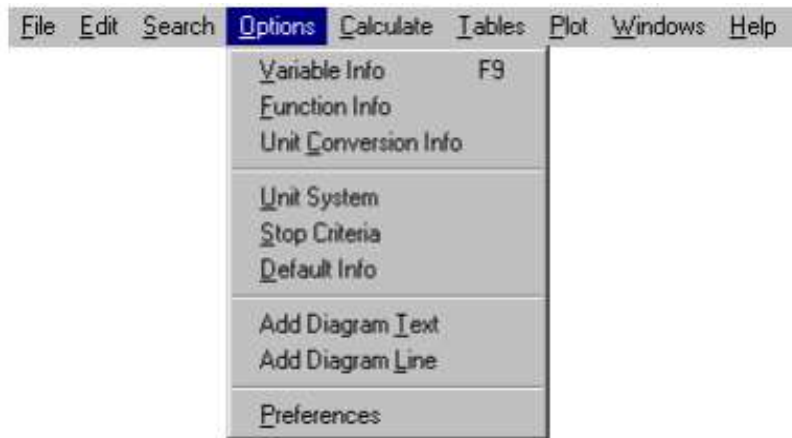 File Edit Search Options Calculate Tables Plot Windows Help
Variable Info F9
Function Info
Unit Conversion Info
Unit System
Stop Criteria
Default Info
Add Diagram Text
Add Diagram Line
Preferences